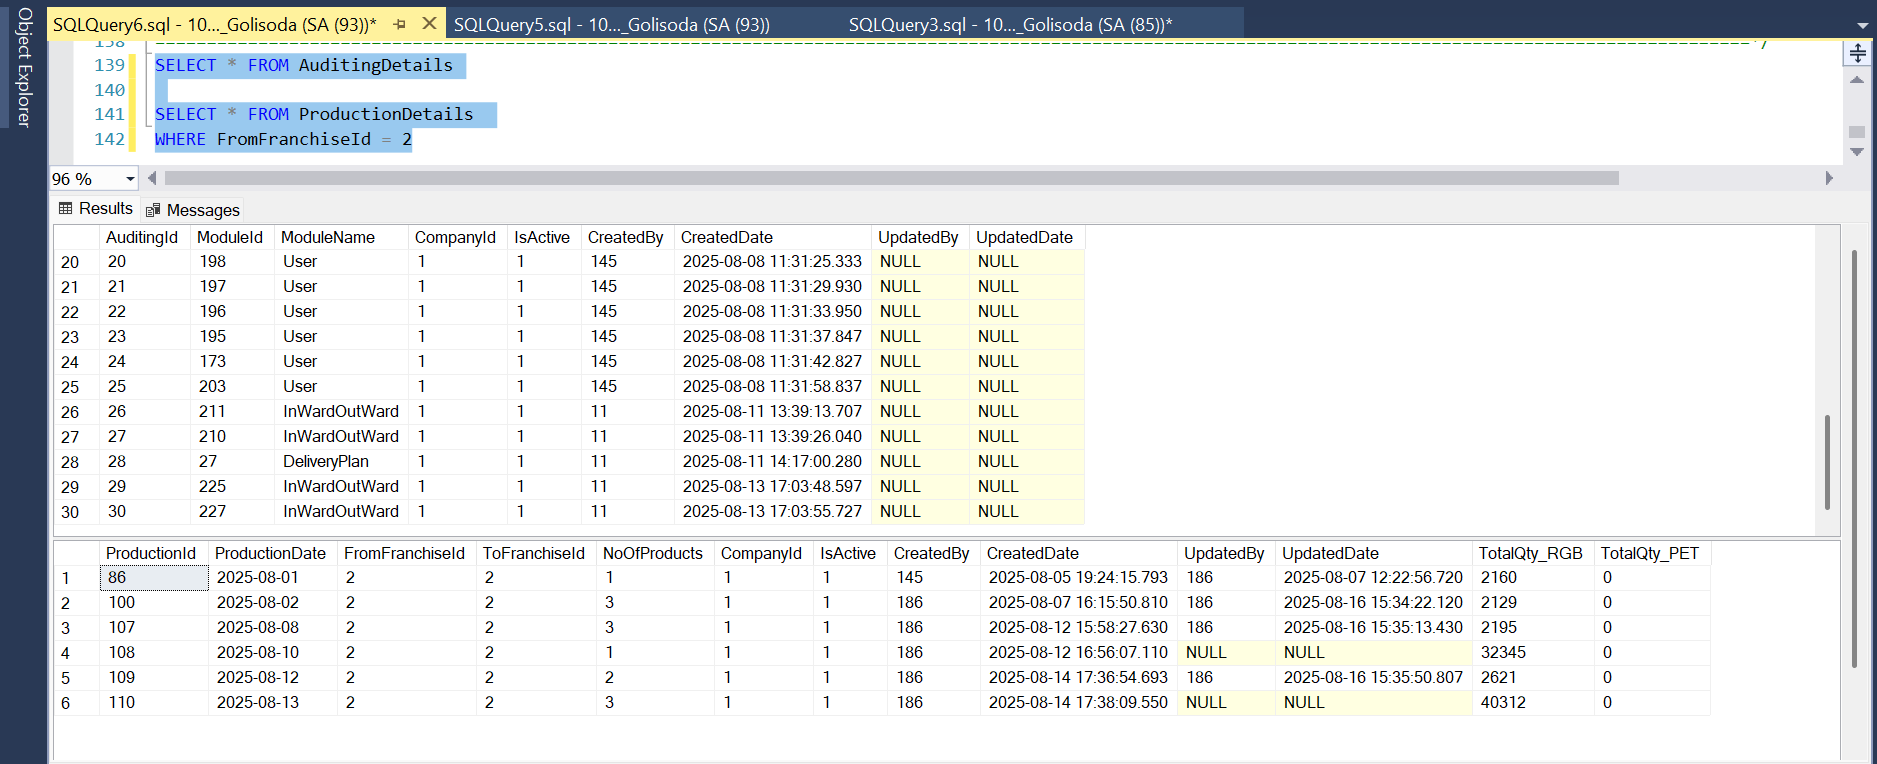 Object Explorer
SQLQuery6.sql - 10..._Golisoda (SA (93))* SQLQuery5.sql - 10..._Golisoda (SA (93)) SQLQuery3.sql - 10..._Golisoda (SA (85))*
138 */
139 SELECT * FROM AuditingDetails
140
141 SELECT * FROM ProductionDetails
142 WHERE FromFranchiseId = 2
96 %
Results Messages
AuditingId ModuleId ModuleName CompanyId IsActive CreatedBy CreatedDate UpdatedBy UpdatedDate
20 20 198 User 1 1 145 2025-08-08 11:31:25.333 NULL NULL
21 21 197 User 1 1 145 2025-08-08 11:31:29.930 NULL NULL
22 22 196 User 1 1 145 2025-08-08 11:31:33.950 NULL NULL
23 23 195 User 1 1 145 2025-08-08 11:31:37.847 NULL NULL
24 24 173 User 1 1 145 2025-08-08 11:31:42.827 NULL NULL
25 25 203 User 1 1 145 2025-08-08 11:31:58.837 NULL NULL
26 26 211 InWardOutWard 1 1 11 2025-08-11 13:39:13.707 NULL NULL
27 27 210 InWardOutWard 1 1 11 2025-08-11 13:39:26.040 NULL NULL
28 28 27 DeliveryPlan 1 1 11 2025-08-11 14:17:00.280 NULL NULL
29 29 225 InWardOutWard 1 1 11 2025-08-13 17:03:48.597 NULL NULL
30 30 227 InWardOutWard 1 1 11 2025-08-13 17:03:55.727 NULL NULL
ProductionId ProductionDate FromFranchiseId ToFranchiseId NoOfProducts CompanyId IsActive CreatedBy CreatedDate UpdatedBy UpdatedDate TotalQty_RGB TotalQty_PET
1 86 2025-08-01 2 2 1 1 1 145 2025-08-05 19:24:15.793 186 2025-08-07 12:22:56.720 2160 0
2 100 2025-08-02 2 2 3 1 1 186 2025-08-07 16:15:50.810 186 2025-08-16 15:34:22.120 2129 0
3 107 2025-08-08 2 2 3 1 1 186 2025-08-12 15:58:27.630 186 2025-08-16 15:35:13.430 2195 0
4 108 2025-08-10 2 2 1 1 1 186 2025-08-12 16:56:07.110 NULL NULL 32345 0
5 109 2025-08-12 2 2 2 1 1 186 2025-08-14 17:36:54.693 186 2025-08-16 15:35:50.807 2621 0
6 110 2025-08-13 2 2 3 1 1 186 2025-08-14 17:38:09.550 NULL NULL 40312 0